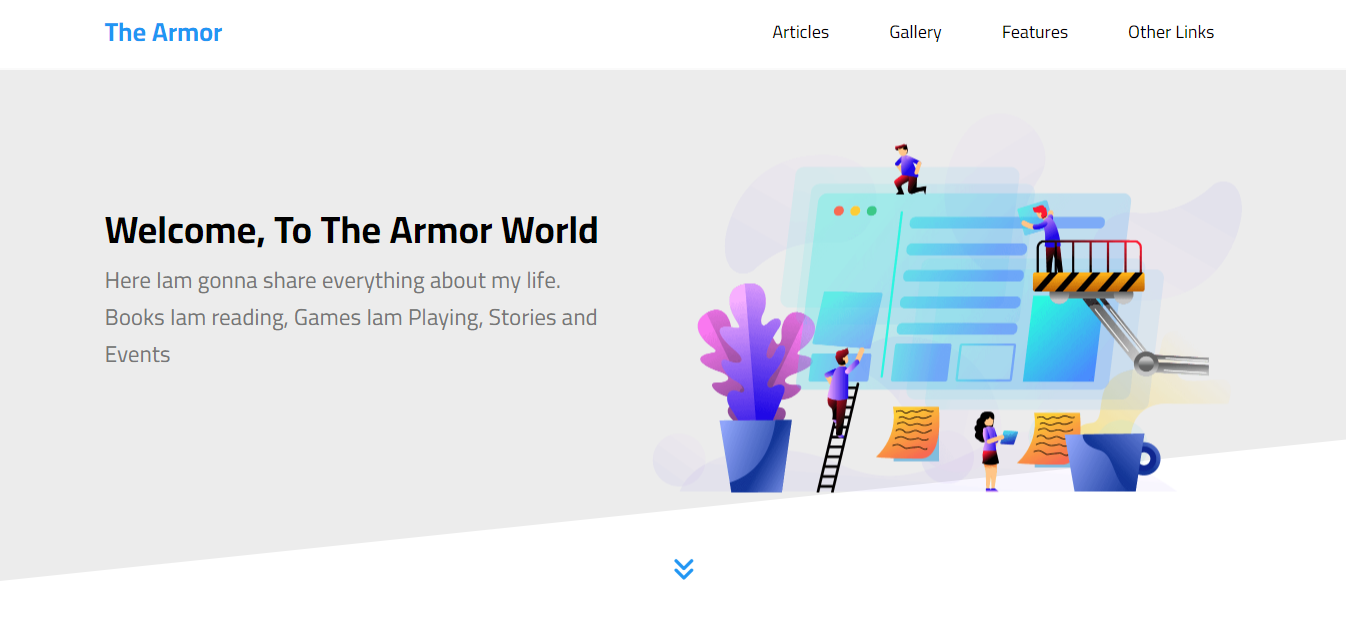 The Armor
Articles
Gallery
Features
Other Links
Welcome, To The Armor World
Here Iam gonna share everything about my life.
Books Iam reading, Games Iam Playing, Stories and
Events